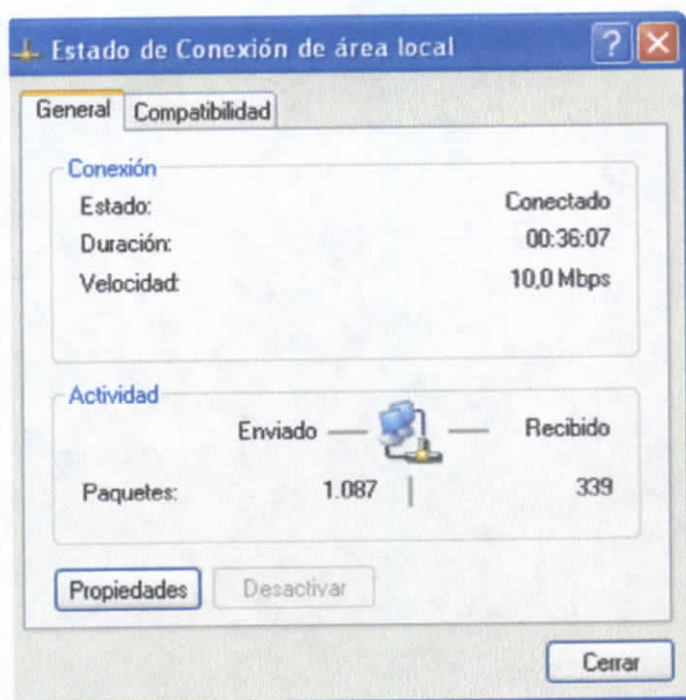 Estado de Conexión de área local
General Compatibilidad
Conexión
Estado: Conectado
Duración: 00:36:07
Velocidad: 10,0 Mbps
Actividad
Enviado Recibido
Paquetes: 1.087 339
Propiedades Desactivar
Cerrar